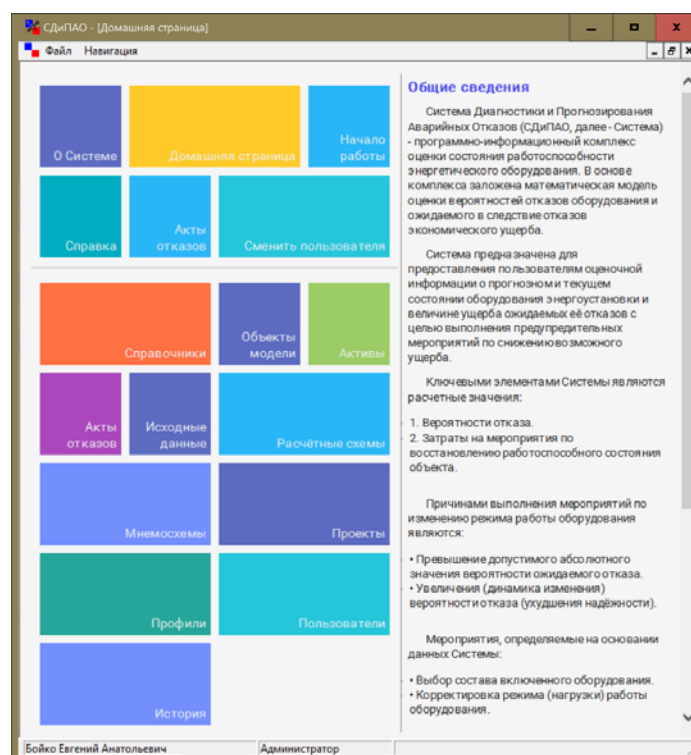 СДиПАО - [Домашняя страница]
Файл Навигация
О Системе
Домашняя страница
Начало
работы
Справка
Акты
отказов
Сменить пользователя
Справочники
Объекты
модели
Активы
Акты
отказов
Исходные
данные
Расчётные схемы
Мнемосхемы
Проекты
Профили
Пользователи
История
Общие сведения
Система Диагностики и Прогнозирования
Аварийных Отказов (СДиПАО, далее - Система)
- программно-информационный комплекс
оценки состояния работоспособности
энергетического оборудования. В основе
комплекса заложена математическая модель
оценки вероятностей отказов оборудования и
ожидаемого в следствие отказов
экономического ущерба.
Система предназначена для
предоставления пользователям оценочной
информации о прогнозном и текущем
состоянии оборудования энергоустановки и
величине ущерба ожидаемых её отказов с
целью выполнения предупредительных
мероприятий по снижению возможного
ущерба.
Ключевыми элементами Системы являются
расчетные значения:
1. Вероятности отказа.
2. Затраты на мероприятия по
восстановлению работоспособного состояния
объекта.
Причинами выполнения мероприятий по
изменению режима работы оборудования
являются:
• Превышение допустимого абсолютного
значения вероятности ожидаемого отказа.
• Увеличения (динамика изменения)
вероятности отказа (ухудшения надёжности).
Мероприятия, определяемые на основании
данных Системы:
• Выбор состава включенного оборудования.
• Корректировка режима (нагрузки) работы
оборудования.
Бойко Евгений Анатольевич Администратор